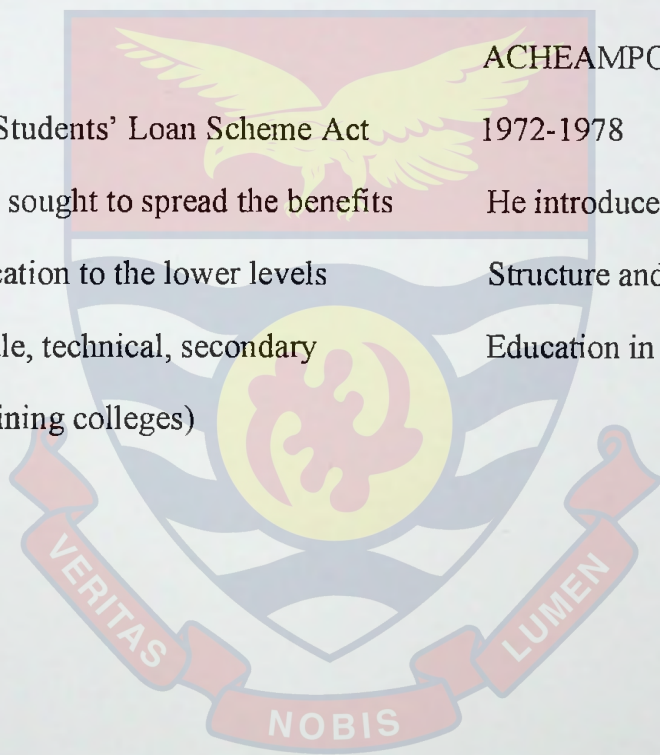 Students' Loan Scheme Act
sought to spread the benefits
cation to the lower levels
le, technical, secondary
ining colleges)
ACHEAMPO
1972-1978
He introduce
Structure and
Education in
VERITAS
NOBIS
LUMEN